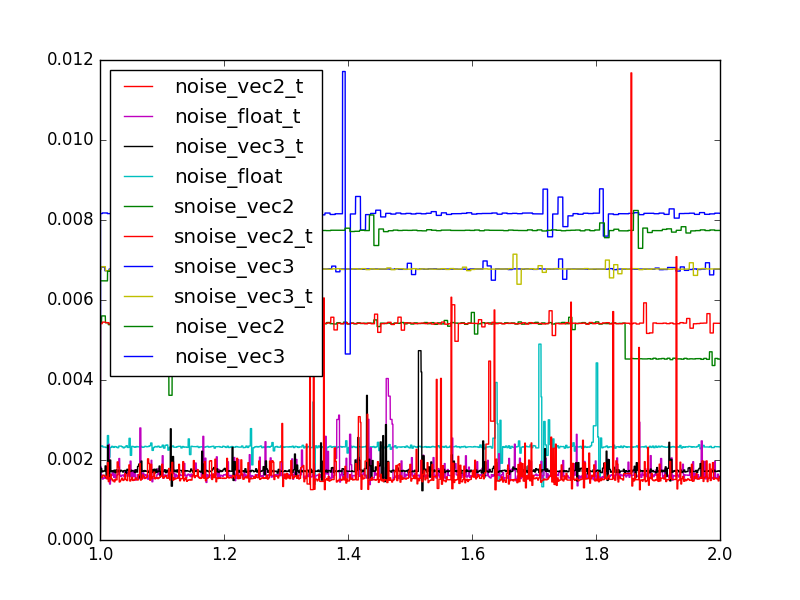 0.012
0.010
0.008
0.006
0.004
0.002
0.000
noise_vec2_t
noise_float_t
noise_vec3_t
noise_float
snoise_vec2
snoise_vec2_t
snoise_vec3
snoise_vec3_t
noise_vec2
noise_vec3
1.0 1.2 1.4 1.6 1.8 2.0